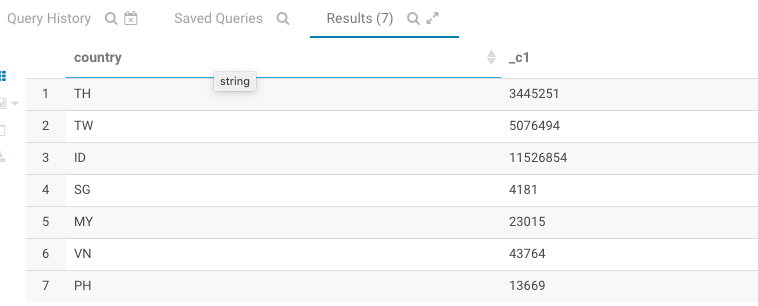 Query History Saved Queries Results (7)
country _c1
string
1 TH 3445251
2 TW 5076494
3 ID 11526854
4 SG 4181
5 MY 23015
6 VN 43764
7 PH 13669